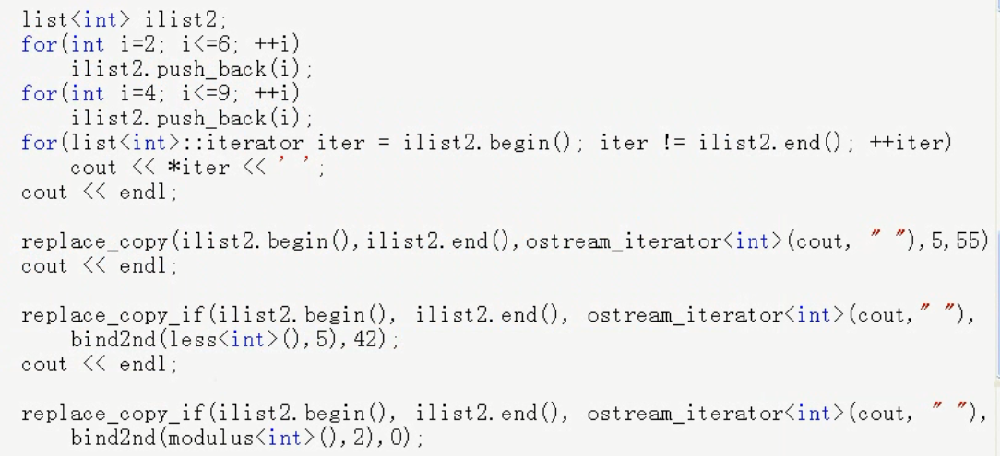 list<int> ilist2;
for(int i=2; i<=6; ++i)
    ilist2.push_back(i);
for(int i=4; i<=9; ++i)
    ilist2.push_back(i);
for(list<int>::iterator iter = ilist2.begin(); iter != ilist2.end(); ++iter)
    cout << *iter << ' ';
cout << endl;

replace_copy(ilist2.begin(),ilist2.end(),ostream_iterator<int>(cout, " "),5,55)
cout << endl;

replace_copy_if(ilist2.begin(), ilist2.end(), ostream_iterator<int>(cout," "),
    bind2nd(less<int>(),5),42);
cout << endl;

replace_copy_if(ilist2.begin(), ilist2.end(), ostream_iterator<int>(cout, " "),
    bind2nd(modulus<int>(),2),0);